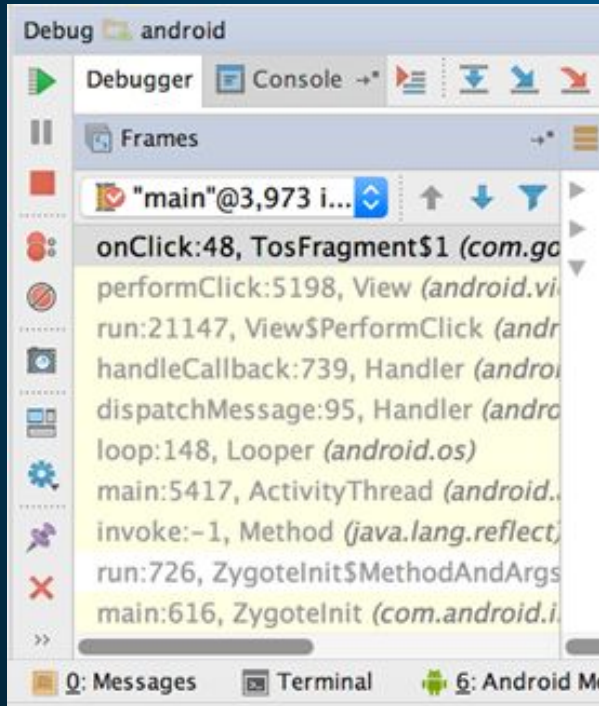 Debug android
Debugger Console
Frames
"main"@3,973 i...
onClick:48, TosFragment$1 (com.go
performClick:5198, View (android.vi
run:21147, View$PerformClick (andr
handleCallback:739, Handler (androi
dispatchMessage:95, Handler (andro
loop:148, Looper (android.os)
main:5417, ActivityThread (android.
invoke:-1, Method (java.lang.reflect)
run:726, ZygoteInit$MethodAndArgs
main:616, ZygoteInit (com.android.i
0: Messages Terminal 6: Android Mo